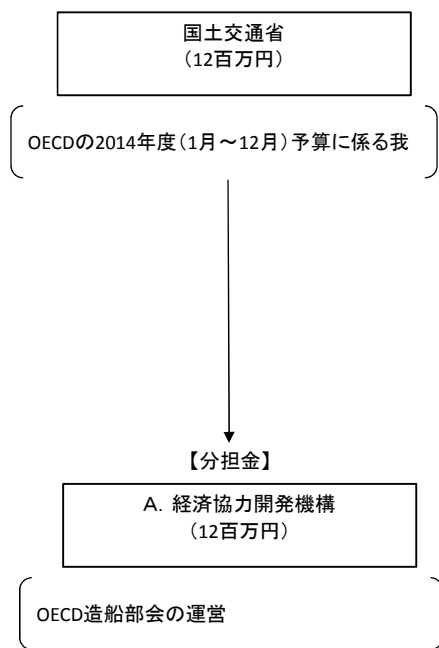 国土交通省
（12百万円）
OECDの2014年度（1月～12月）予算に係る我
【分担金】
A．経済協力開発機構
（12百万円）
OECD造船部会の運営